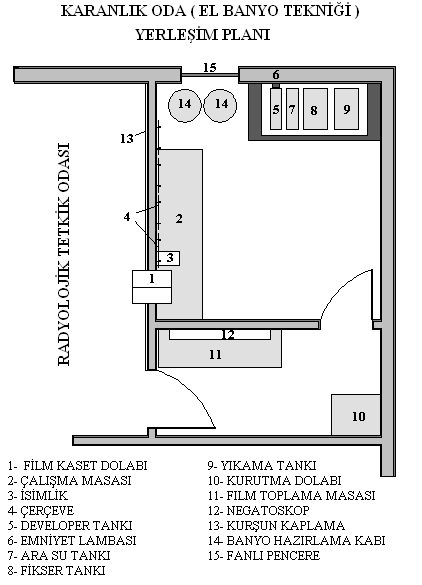 KARANLIK ODA ( EL BANYO TEKNİĞİ )
YERLEŞİM PLANI
15
6
14
14
5
7
8
9
13
RADYOLOJİK TETKİK ODASI
4
2
3
1
12
11
10
1- FİLM KASET DOLABI
2- ÇALIŞMA MASASI
3- İSİMLİK
4- ÇERÇEVE
5- DEVELOPER TANKI
6- EMNİYET LAMBASI
7- ARA SU TANKI
8- FİKSER TANKI
9- YIKAMA TANKI
10- KURUTMA DOLABI
11- FILM TOPLAMA MASASI
12- NEGATOSKOP
13- KURŞUN KAPLAMA
14- BANYO HAZIRLAMA KABI
15- FANLI PENCERE